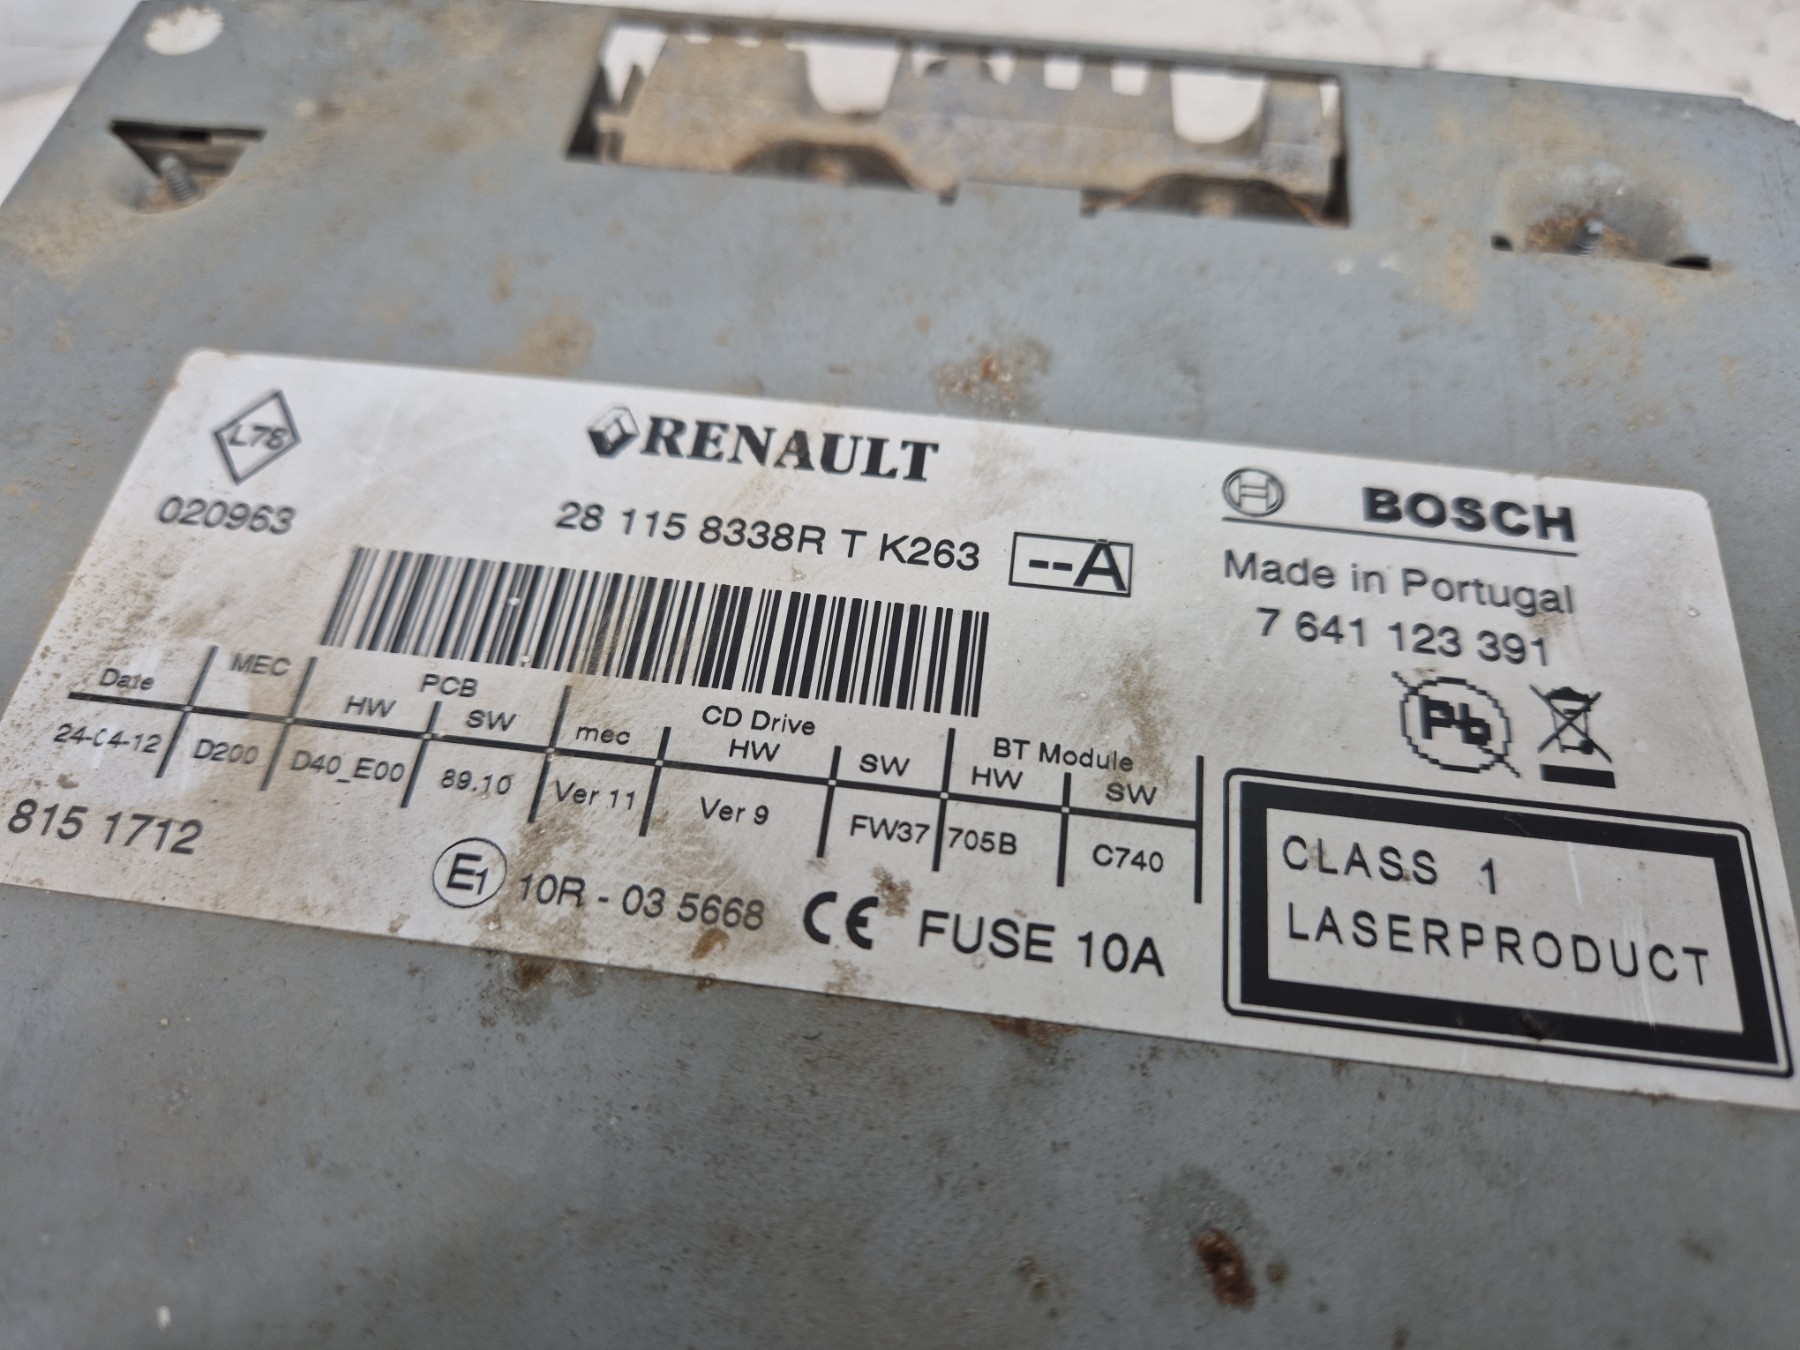 L78
020963
RENAULT
28 115 8338R T K263 --A
BOSCH
Made in Portugal
7 641 123 391
Pb
Date MEC PCB CD Drive BT Module
HW SW mec HW SW HW SW
24-04-12 D200 D40_E00 89.10 Ver 11 Ver 9 FW37 705B C740
815 1712
E1 10R - 03 5668 CE FUSE 10A
CLASS 1
LASERPRODUCT